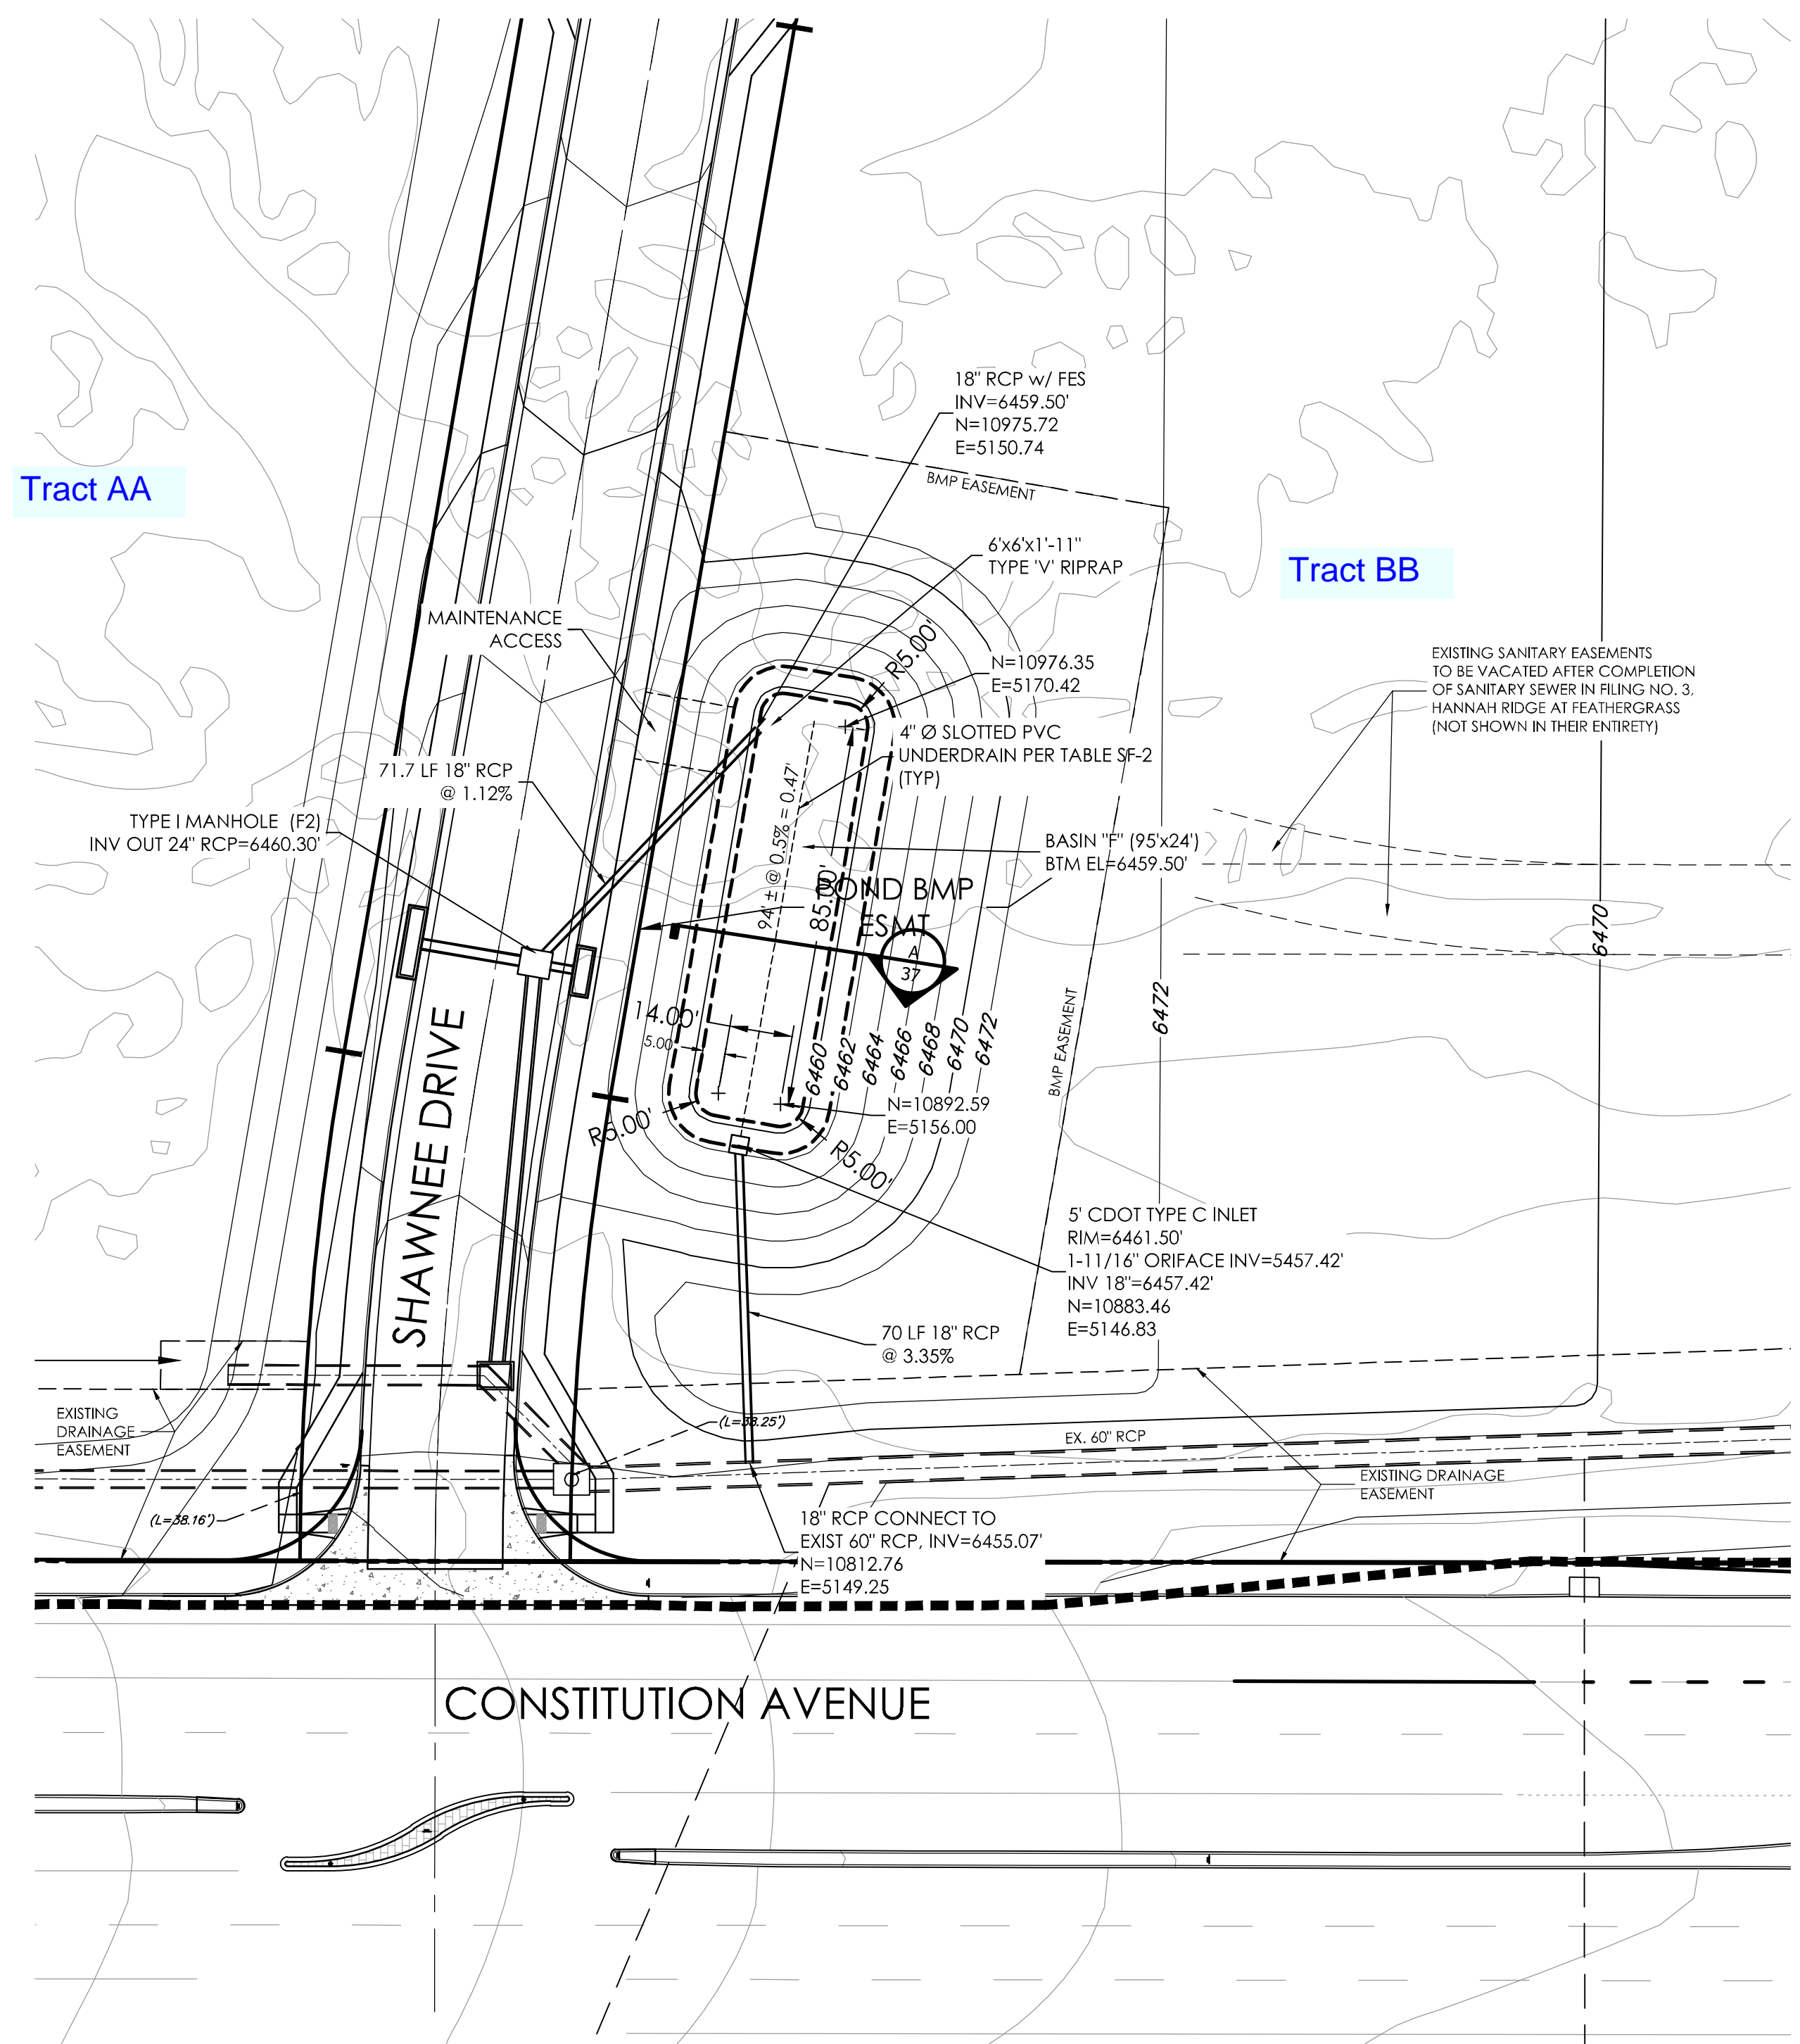 18" RCP w/ FES
INV=6459.50'
N=10975.72
E=5150.74
Tract AA
BMP EASEMENT
6'x6'x1'-11"
TYPE 'V' RIPRAP
Tract BB
MAINTENANCE
ACCESS
R5.00'
N=10976.35
E=5170.42
EXISTING SANITARY EASEMENTS
TO BE VACATED AFTER COMPLETION
OF SANITARY SEWER IN FILING NO. 3,
HANNAH RIDGE AT FEATHERGRASS
(NOT SHOWN IN THEIR ENTIRETY)
4" Ø SLOTTED PVC
UNDERDRAIN PER TABLE SF-2
(TYP)
71.7 LF 18" RCP
@ 1.12%
TYPE I MANHOLE (F2)
INV OUT 24" RCP=6460.30'
94' ± @ 0.5% = 0.47'
85.00'
BASIN "F" (95'x24')
BTM EL=6459.50'
POND BMP
ESMT
A
37
6470
6472
14.00'
5.00
6460
6462
6464
6466
6468
6470
6472
BMP EASEMENT
SHAWNEE DRIVE
N=10892.59
E=5156.00
R5.00'
R5.00'
5' CDOT TYPE C INLET
RIM=6461.50'
1-11/16" ORIFACE INV=5457.42'
INV 18"=6457.42'
N=10883.46
E=5146.83
70 LF 18" RCP
@ 3.35%
EXISTING
DRAINAGE
EASEMENT
(L=38.25')
EX. 60" RCP
EXISTING DRAINAGE
EASEMENT
(L=38.16')
18" RCP CONNECT TO
EXIST 60" RCP, INV=6455.07'
N=10812.76
E=5149.25
CONSTITUTION AVENUE